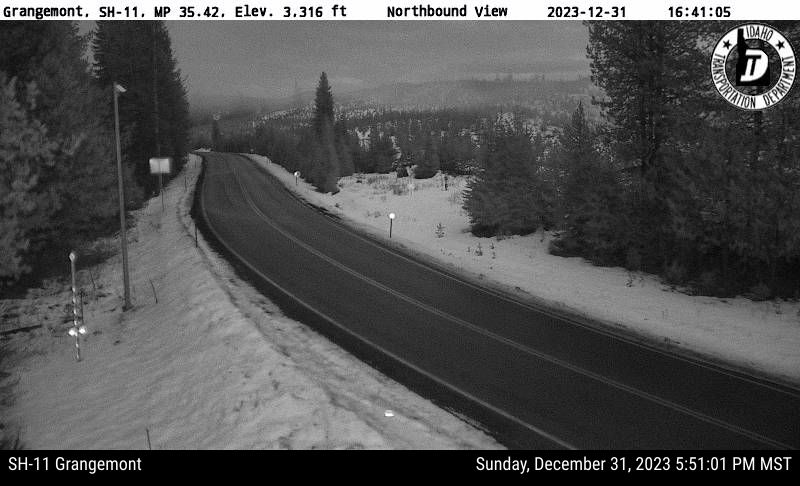 Grangemont, SH-11, MP 35.42, Elev. 3,316 ft Northbound View 2023-12-31 16:41:05
IDAHO
TRANSPORTATION DEPARTMENT
SH-11 Grangemont Sunday, December 31, 2023 5:51:01 PM MST